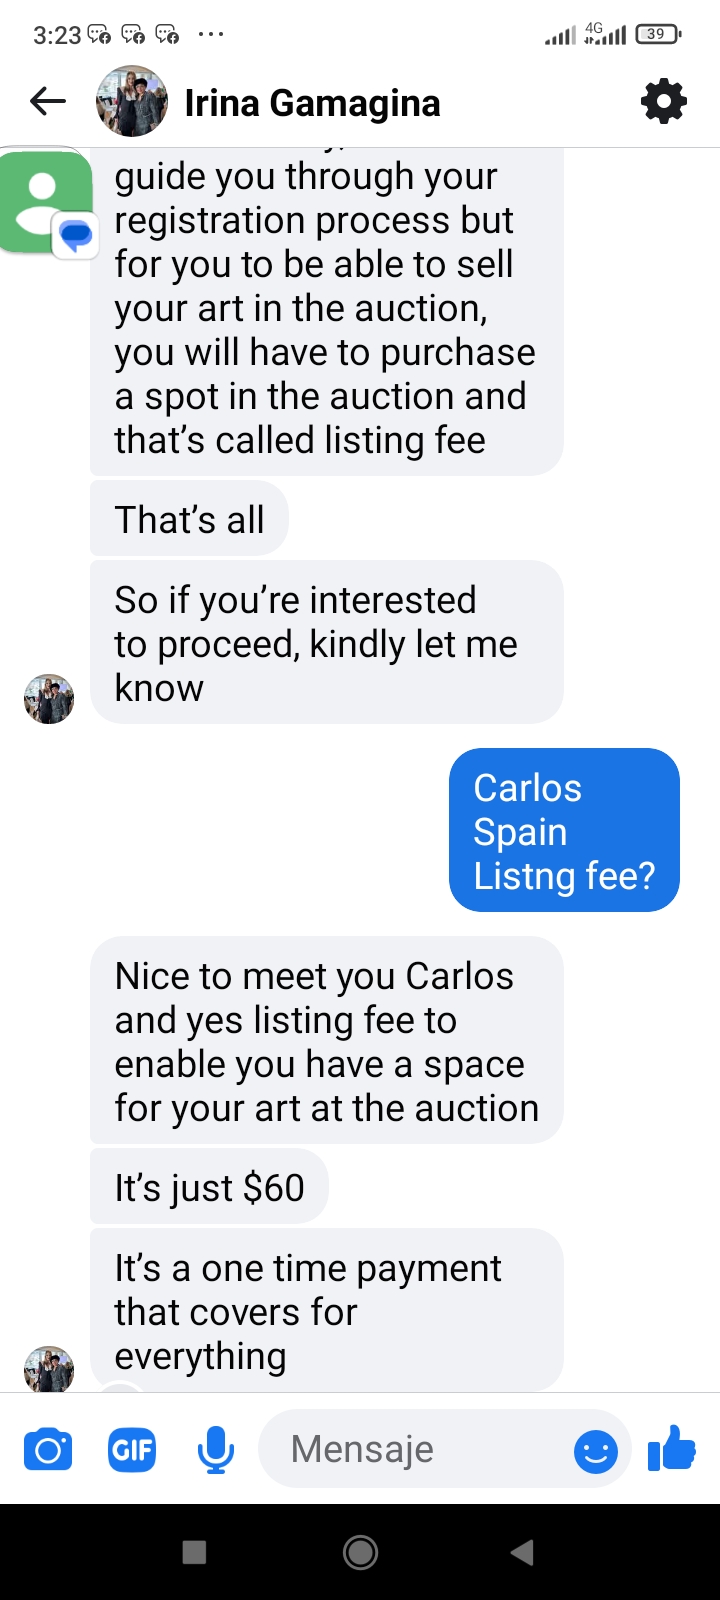 3:23
4G
39
Irina Gamagina
guide you through your
registration process but
for you to be able to sell
your art in the auction,
you will have to purchase
a spot in the auction and
that’s called listing fee
That’s all
So if you’re interested
to proceed, kindly let me
know
Carlos
Spain
Listng fee?
Nice to meet you Carlos
and yes listing fee to
enable you have a space
for your art at the auction
It’s just $60
It’s a one time payment
that covers for
everything
GIF
Mensaje